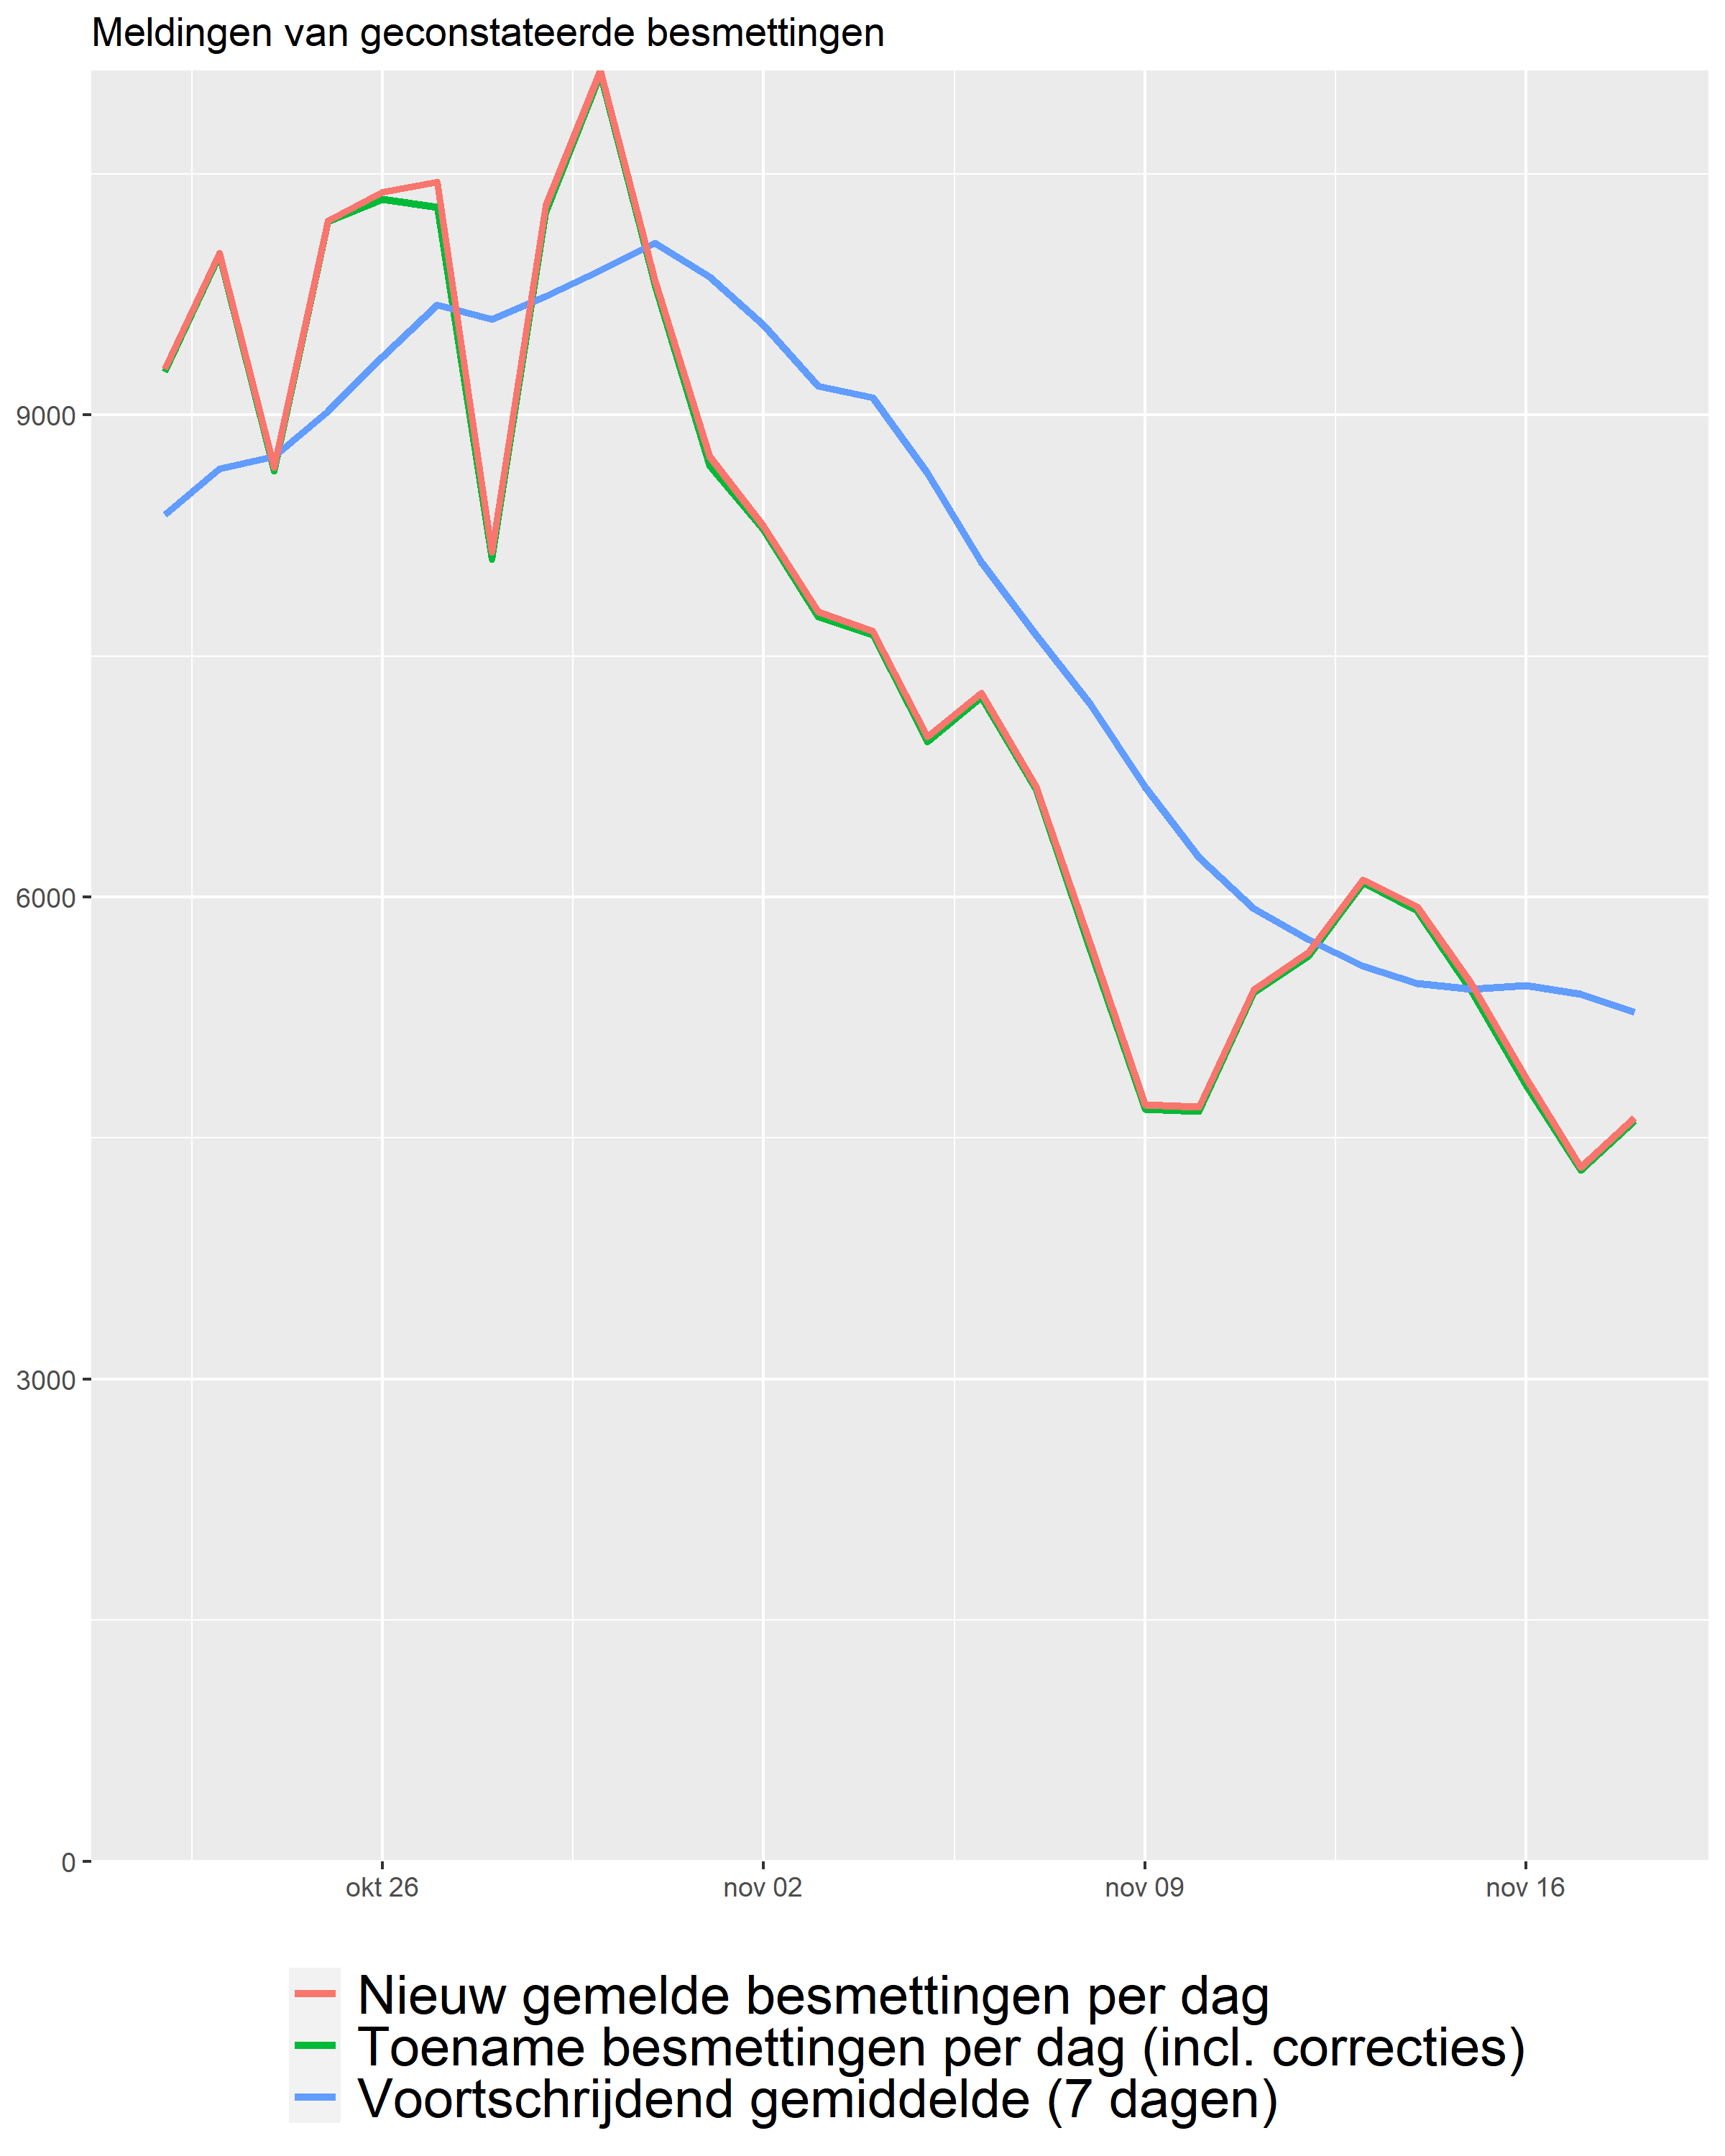 Meldingen van geconstateerde besmettingen
9000
6000
3000
0
okt 26 nov 02 nov 09 nov 16
Nieuw gemelde besmettingen per dag
Toename besmettingen per dag (incl. correcties)
Voortschrijdend gemiddelde (7 dagen)